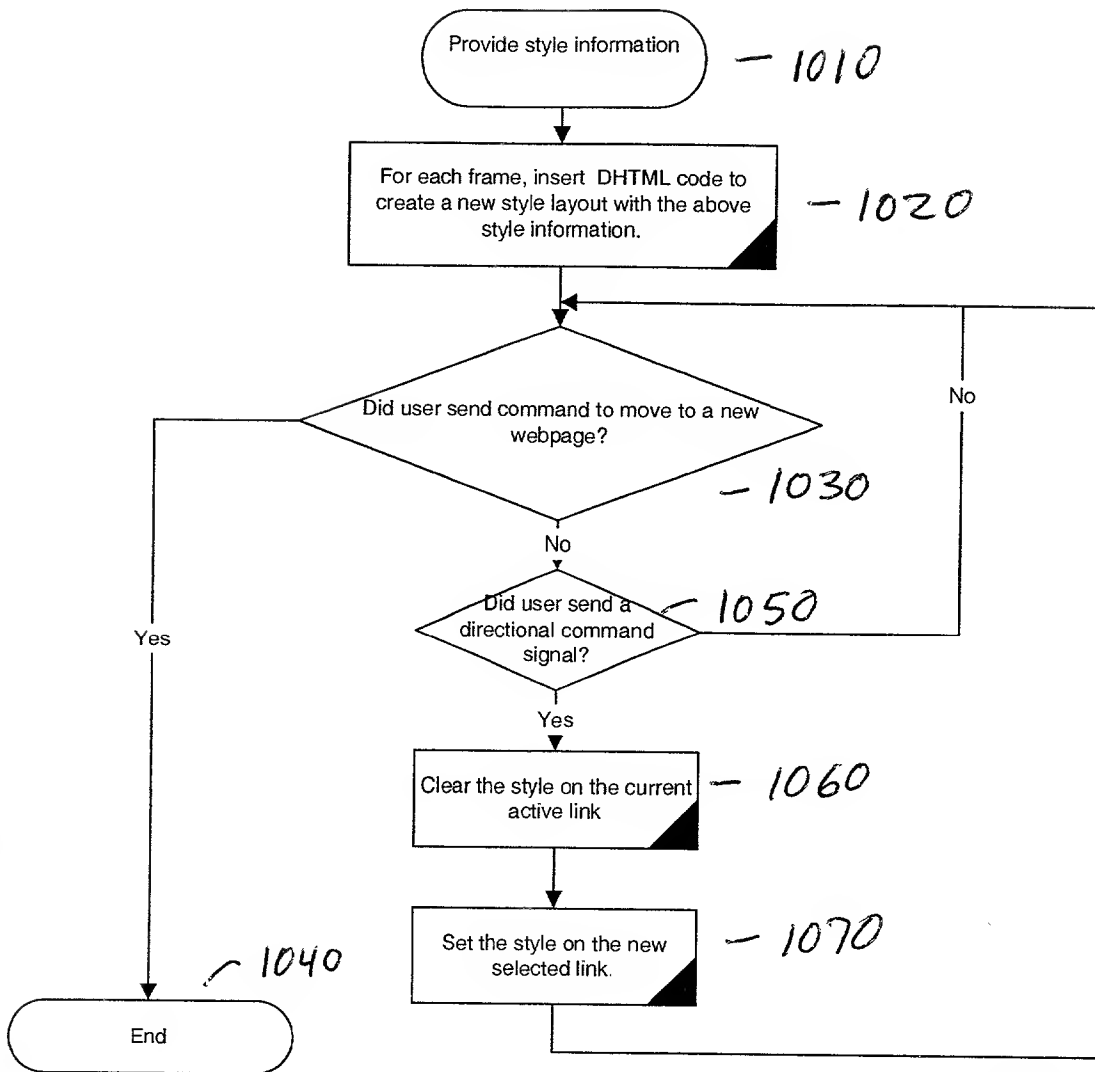 Provide style information
1010
For each frame, insert DHTML code to
create a new style layout with the above
style information.
1020
Did user send command to move to a new
webpage?
1030
No
No
Did user send a
directional command
signal?
1050
Yes
Yes
Clear the style on the current
active link
1060
Set the style on the new
selected link.
1070
1040
End